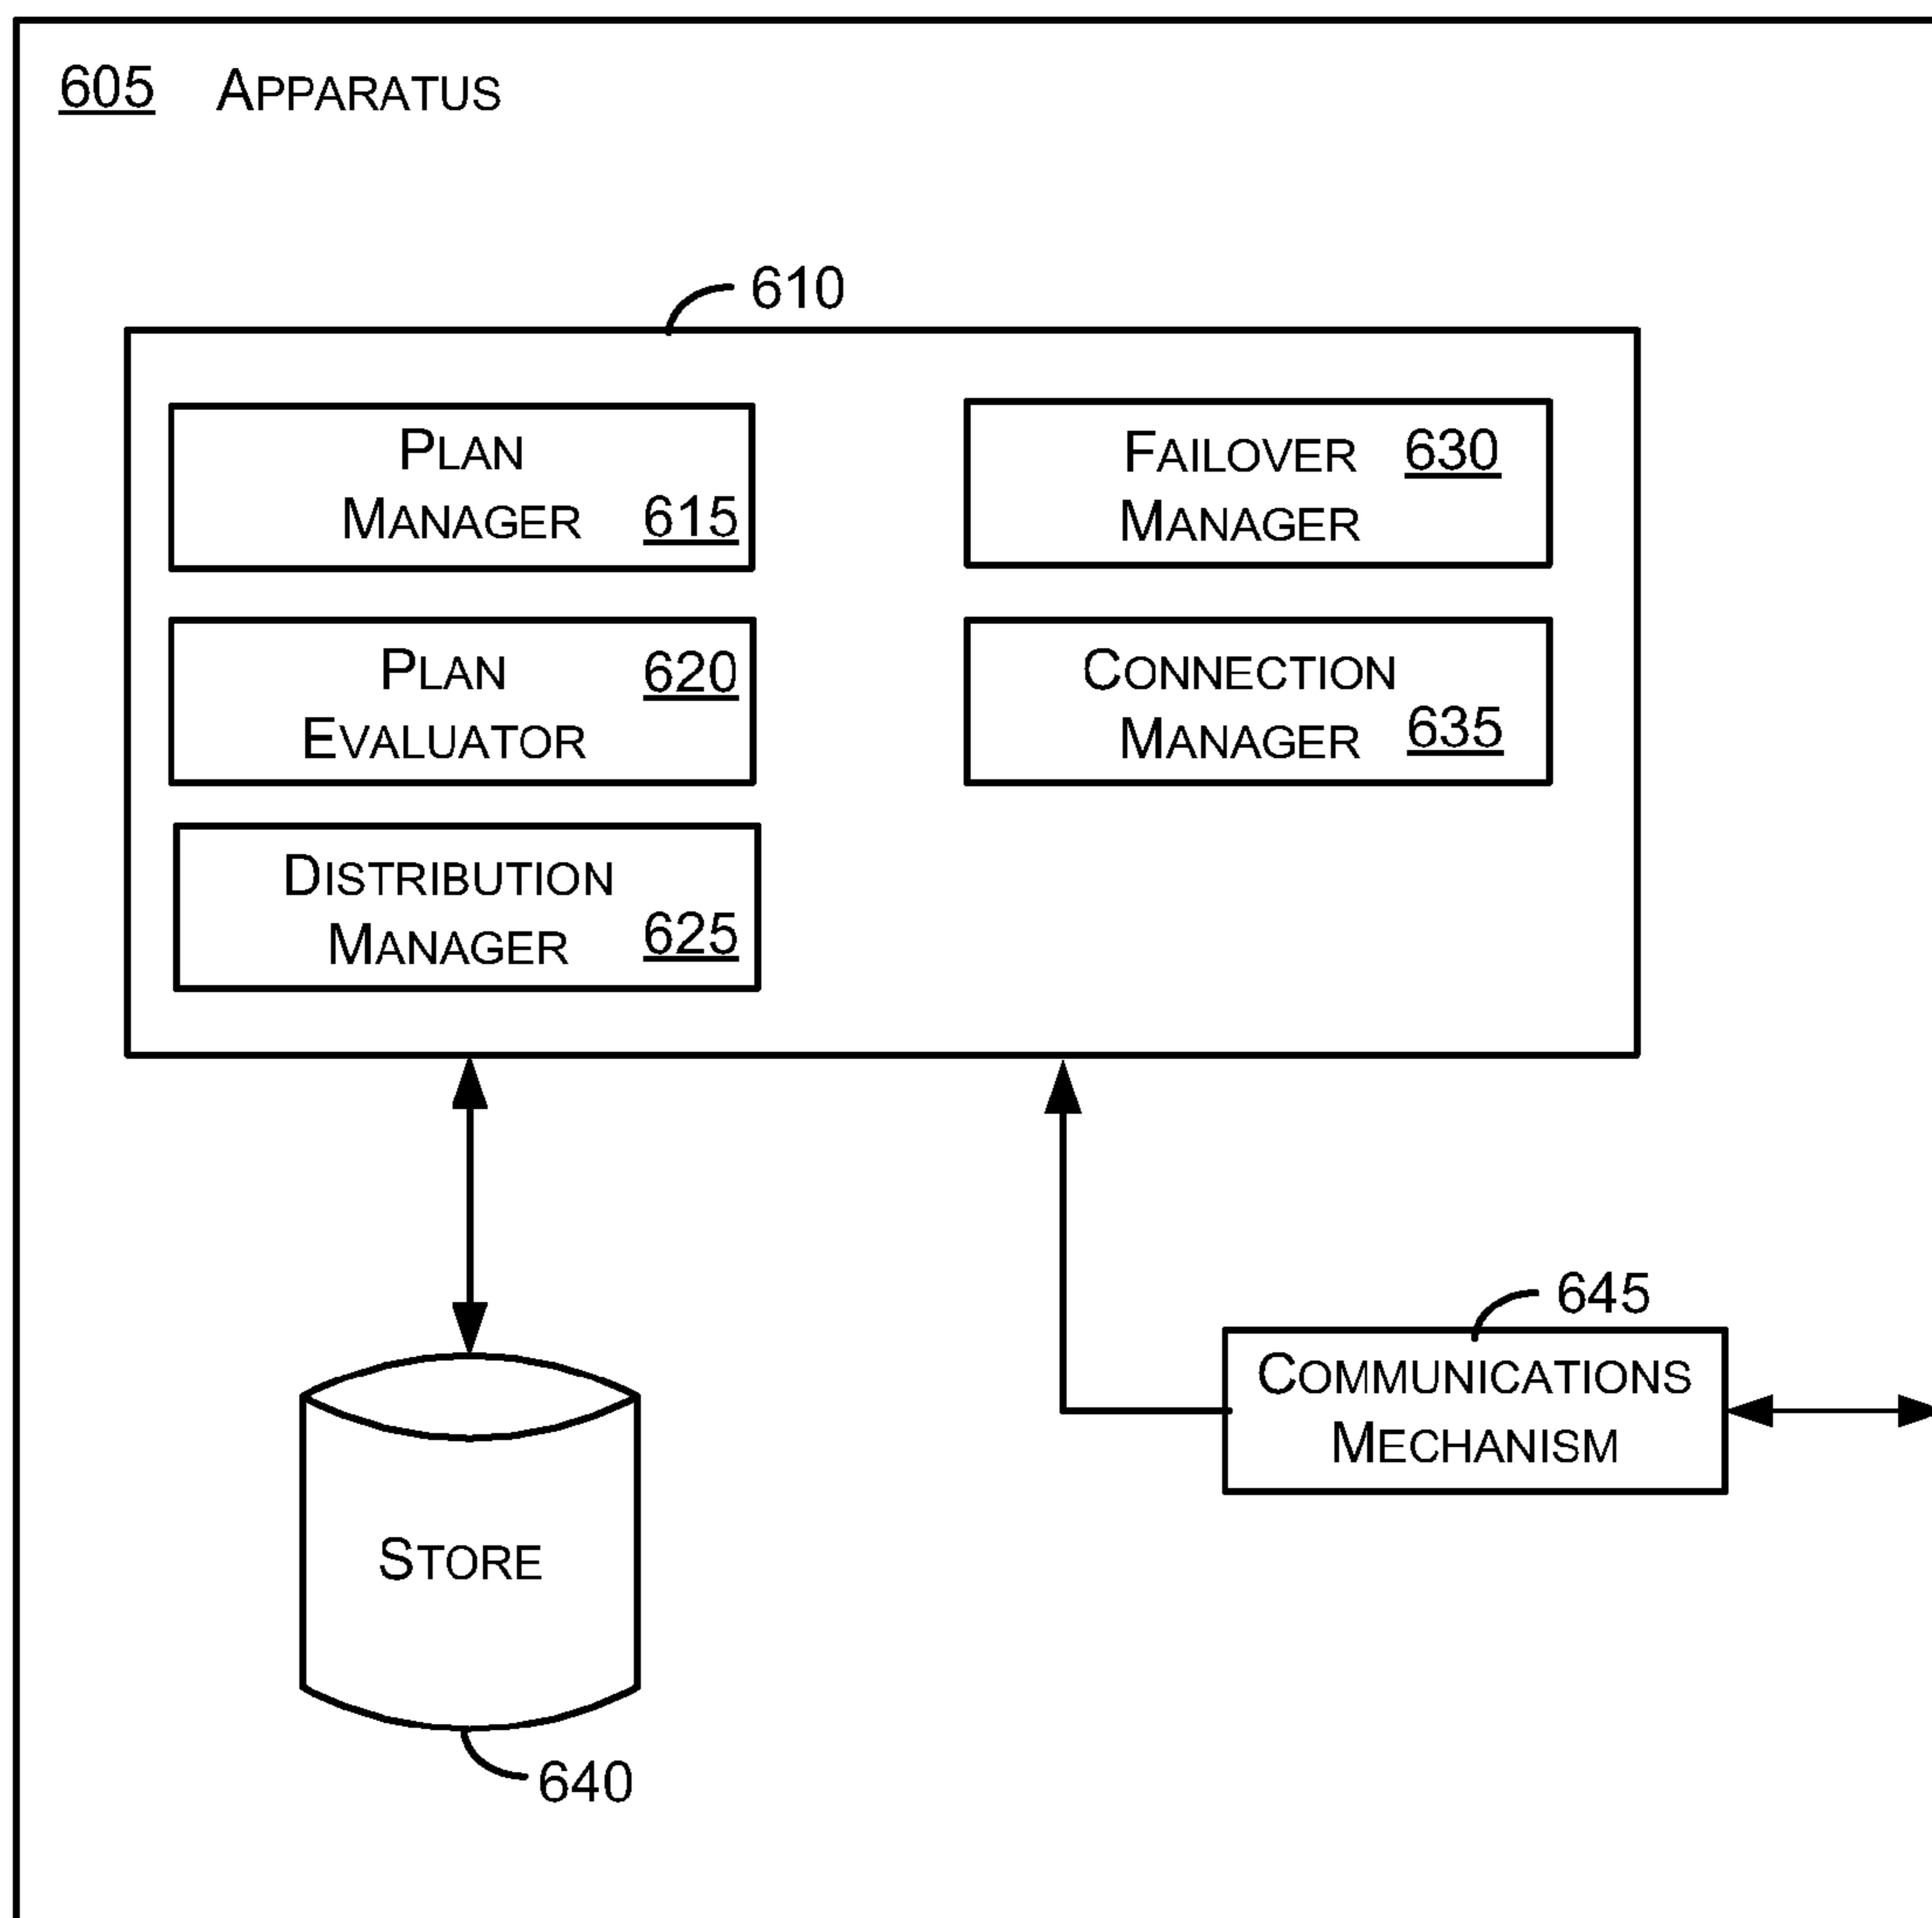 605 APPARATUS
610
PLAN
MANAGER 615
FAILOVER 630
MANAGER
PLAN 620
EVALUATOR
CONNECTION
MANAGER 635
DISTRIBUTION
MANAGER 625
645
COMMUNICATIONS
MECHANISM
STORE
640